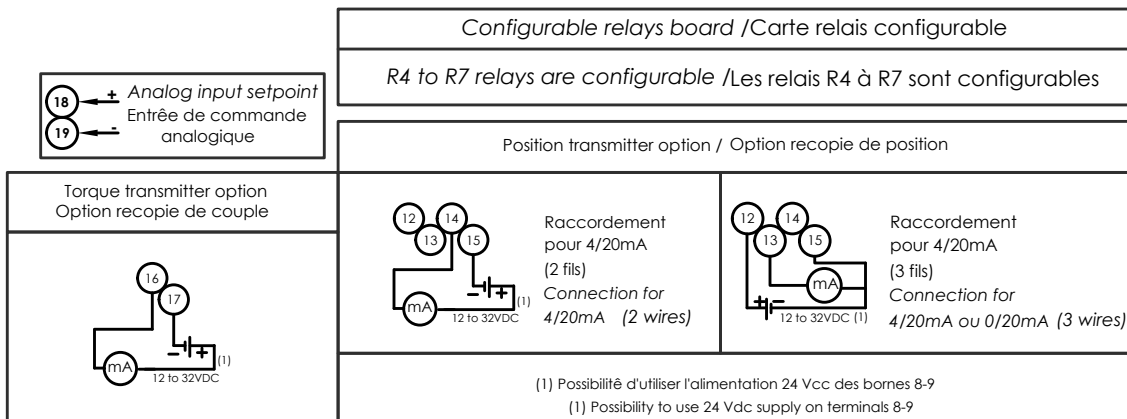 Configurable relays board /Carte relais configurable
R4 to R7 relays are configurable /Les relais R4 à R7 sont configurables
18 + Analog input setpoint
19 - Entrêe de commande
analogique
Position transmitter option / Option recopie de position
Torque transmitter option
Option recopie de couple
16
17
- +
(1)
mA
12 to 32VDC
12
14
13
15
- +
(1)
mA
12 to 32VDC
Raccordement
pour 4/20mA
(2 fils)
Connection for
4/20mA (2 wires)
12
14
13
15
mA
+ -
12 to 32VDC (1)
Raccordement
pour 4/20mA
(3 fils)
Connection for
4/20mA ou 0/20mA (3 wires)
(1) Possibilitê d'utiliser l'alimentation 24 Vcc des bornes 8-9
(1) Possibility to use 24 Vdc supply on terminals 8-9